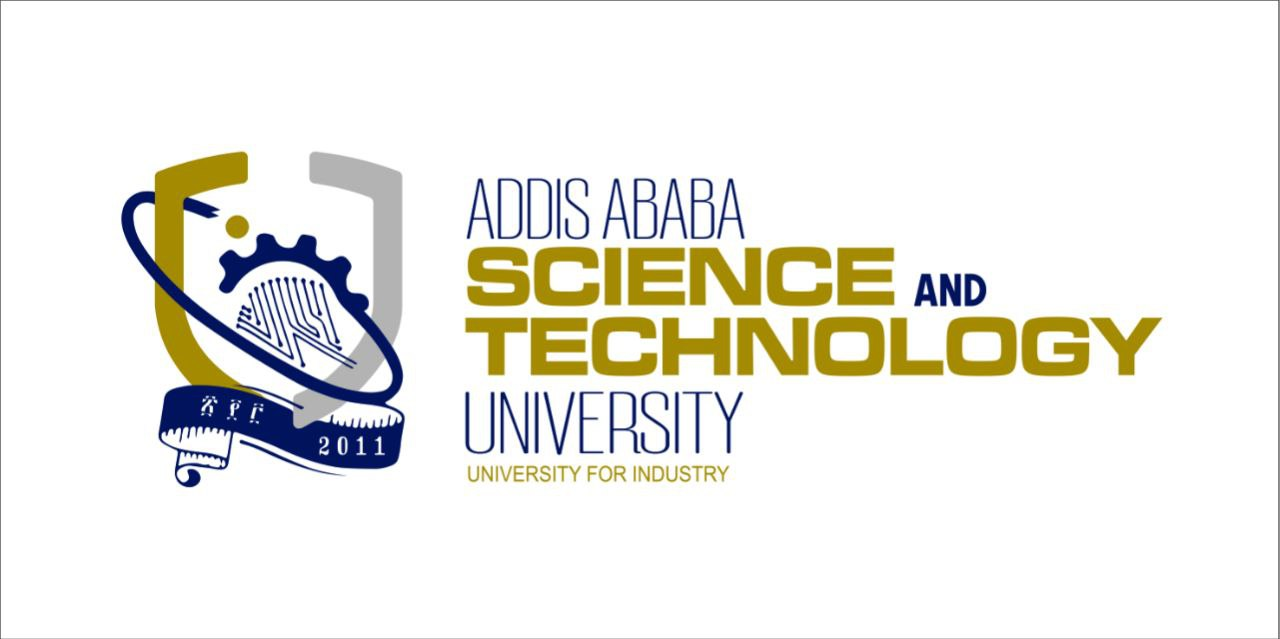 ADDIS ABABA
SCIENCE AND
TECHNOLOGY
UNIVERSITY
UNIVERSITY FOR INDUSTRY
2011